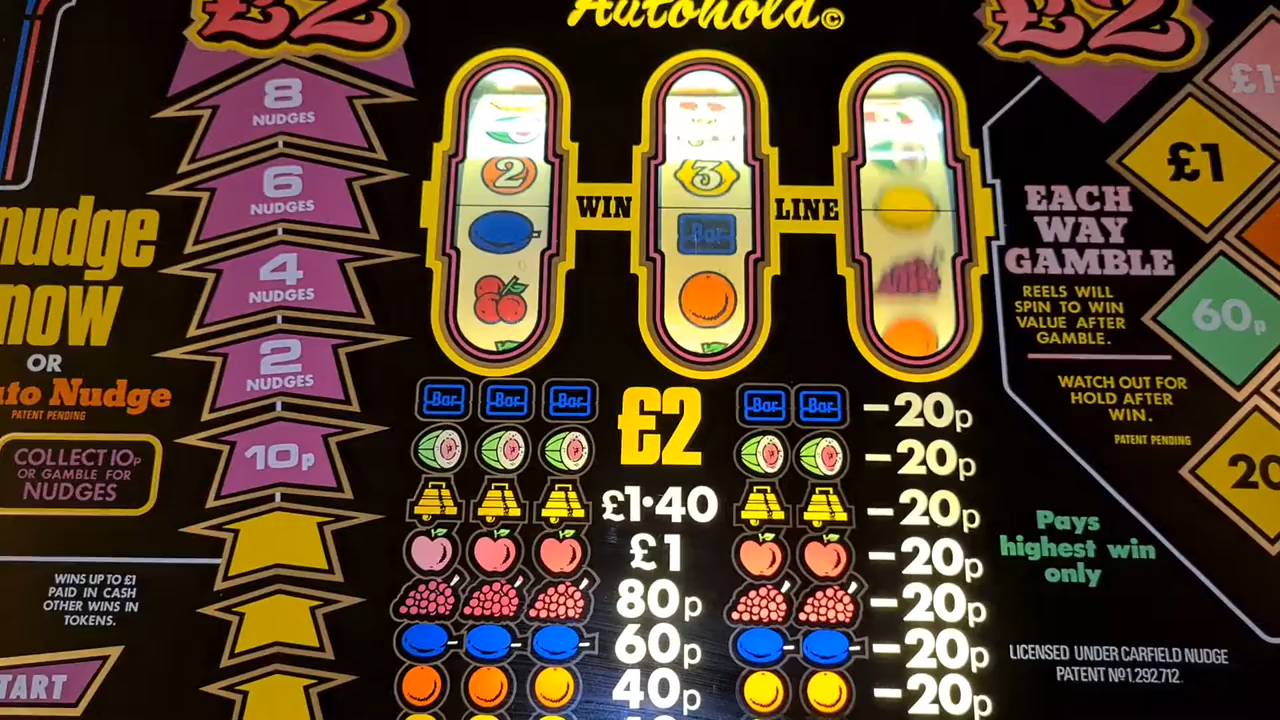 Autohold©
£2
£2
8
NUDGES
6
NUDGES
4
NUDGES
2
NUDGES
10p
nudge
now
OR
Nudge
PATENT PENDING
COLLECT 10p
OR GAMBLE FOR
NUDGES
WINS UP TO £1
PAID IN CASH
OTHER WINS IN
TOKENS.
2
3
Bar
WIN
LINE
Bar Bar Bar £2 Bar Bar -20p
-20p
£1·40 -20p
£1 -20p
80p -20p
60p -20p
40p -20p
EACH
WAY
GAMBLE
REELS WILL
SPIN TO WIN
VALUE AFTER
GAMBLE.
WATCH OUT FOR
HOLD AFTER
WIN.
PATENT PENDING
Pays
highest win
only
LICENSED UNDER CARFIELD NUDGE
PATENT Nº1,292,712.
£1
£1
60p
20